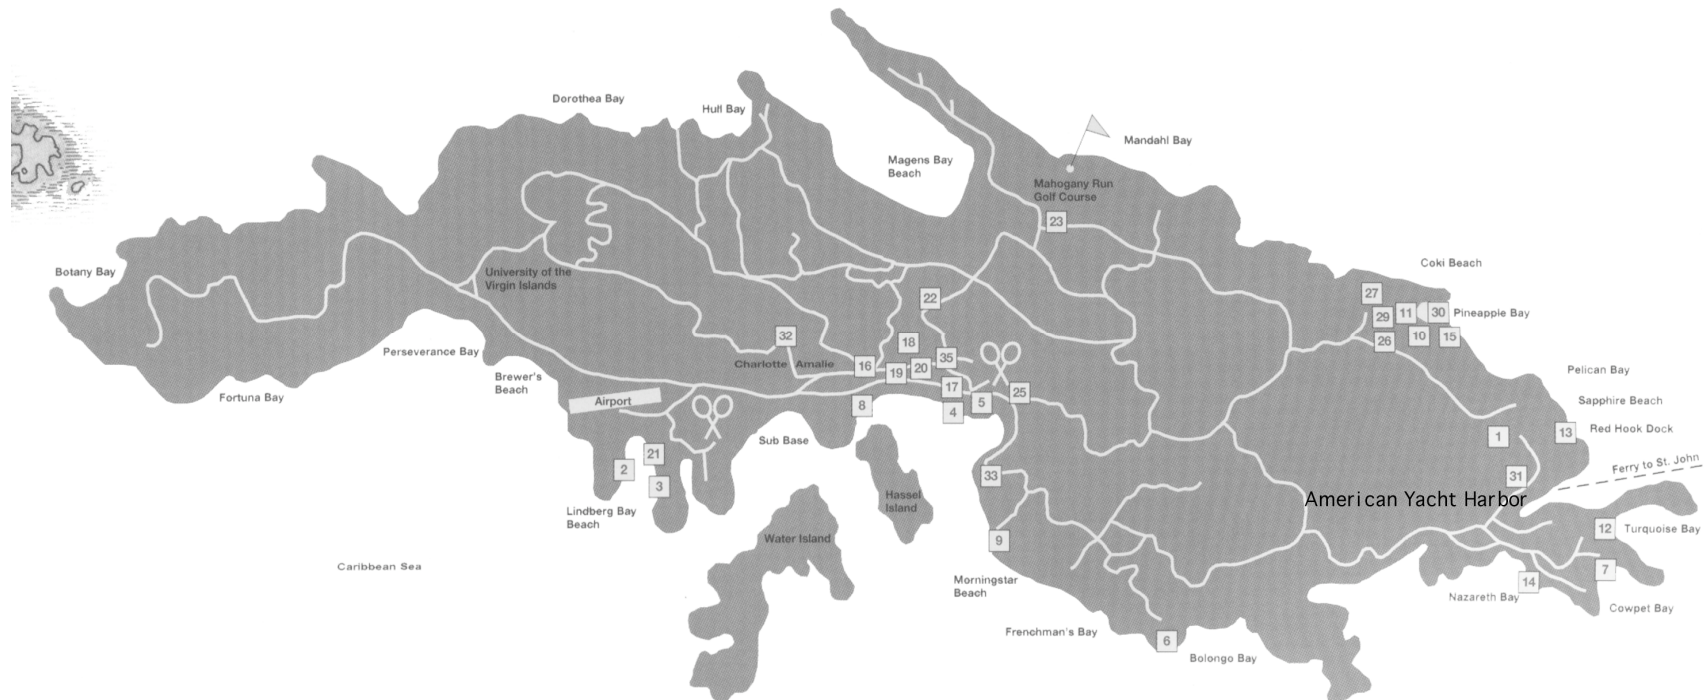 Dorothea Bay
Hull Bay
Mandahl Bay
Magens Bay
Beach
Mahogany Run
Golf Course
23
Botany Bay
University of the
Virgin Islands
Coki Beach
27
22
29
11
30
Pineapple Bay
26
10
15
32
18
Charlotte Amalie
16
19
20
35
Perseverance Bay
Brewer's
Beach
Fortuna Bay
Airport
17
25
8
4
5
Pelican Bay
Sapphire Beach
Red Hook Dock
1
13
Sub Base
21
2
3
33
31
Ferry to St. John
Lindberg Bay
Beach
Hassel
Island
American Yacht Harbor
Water Island
9
12
Turquoise Bay
Caribbean Sea
Morningstar
Beach
14
7
Nazareth Bay
Cowpet Bay
Frenchman's Bay
6
Bolongo Bay